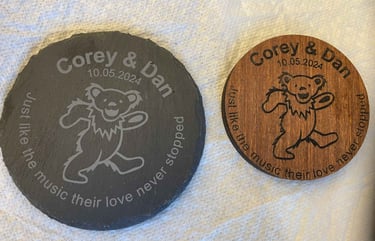 Corey & Dan
10.05.2024
Just like the music their love never stopped
Corey & Dan
10.05.2024
Just like the music their love never stopped